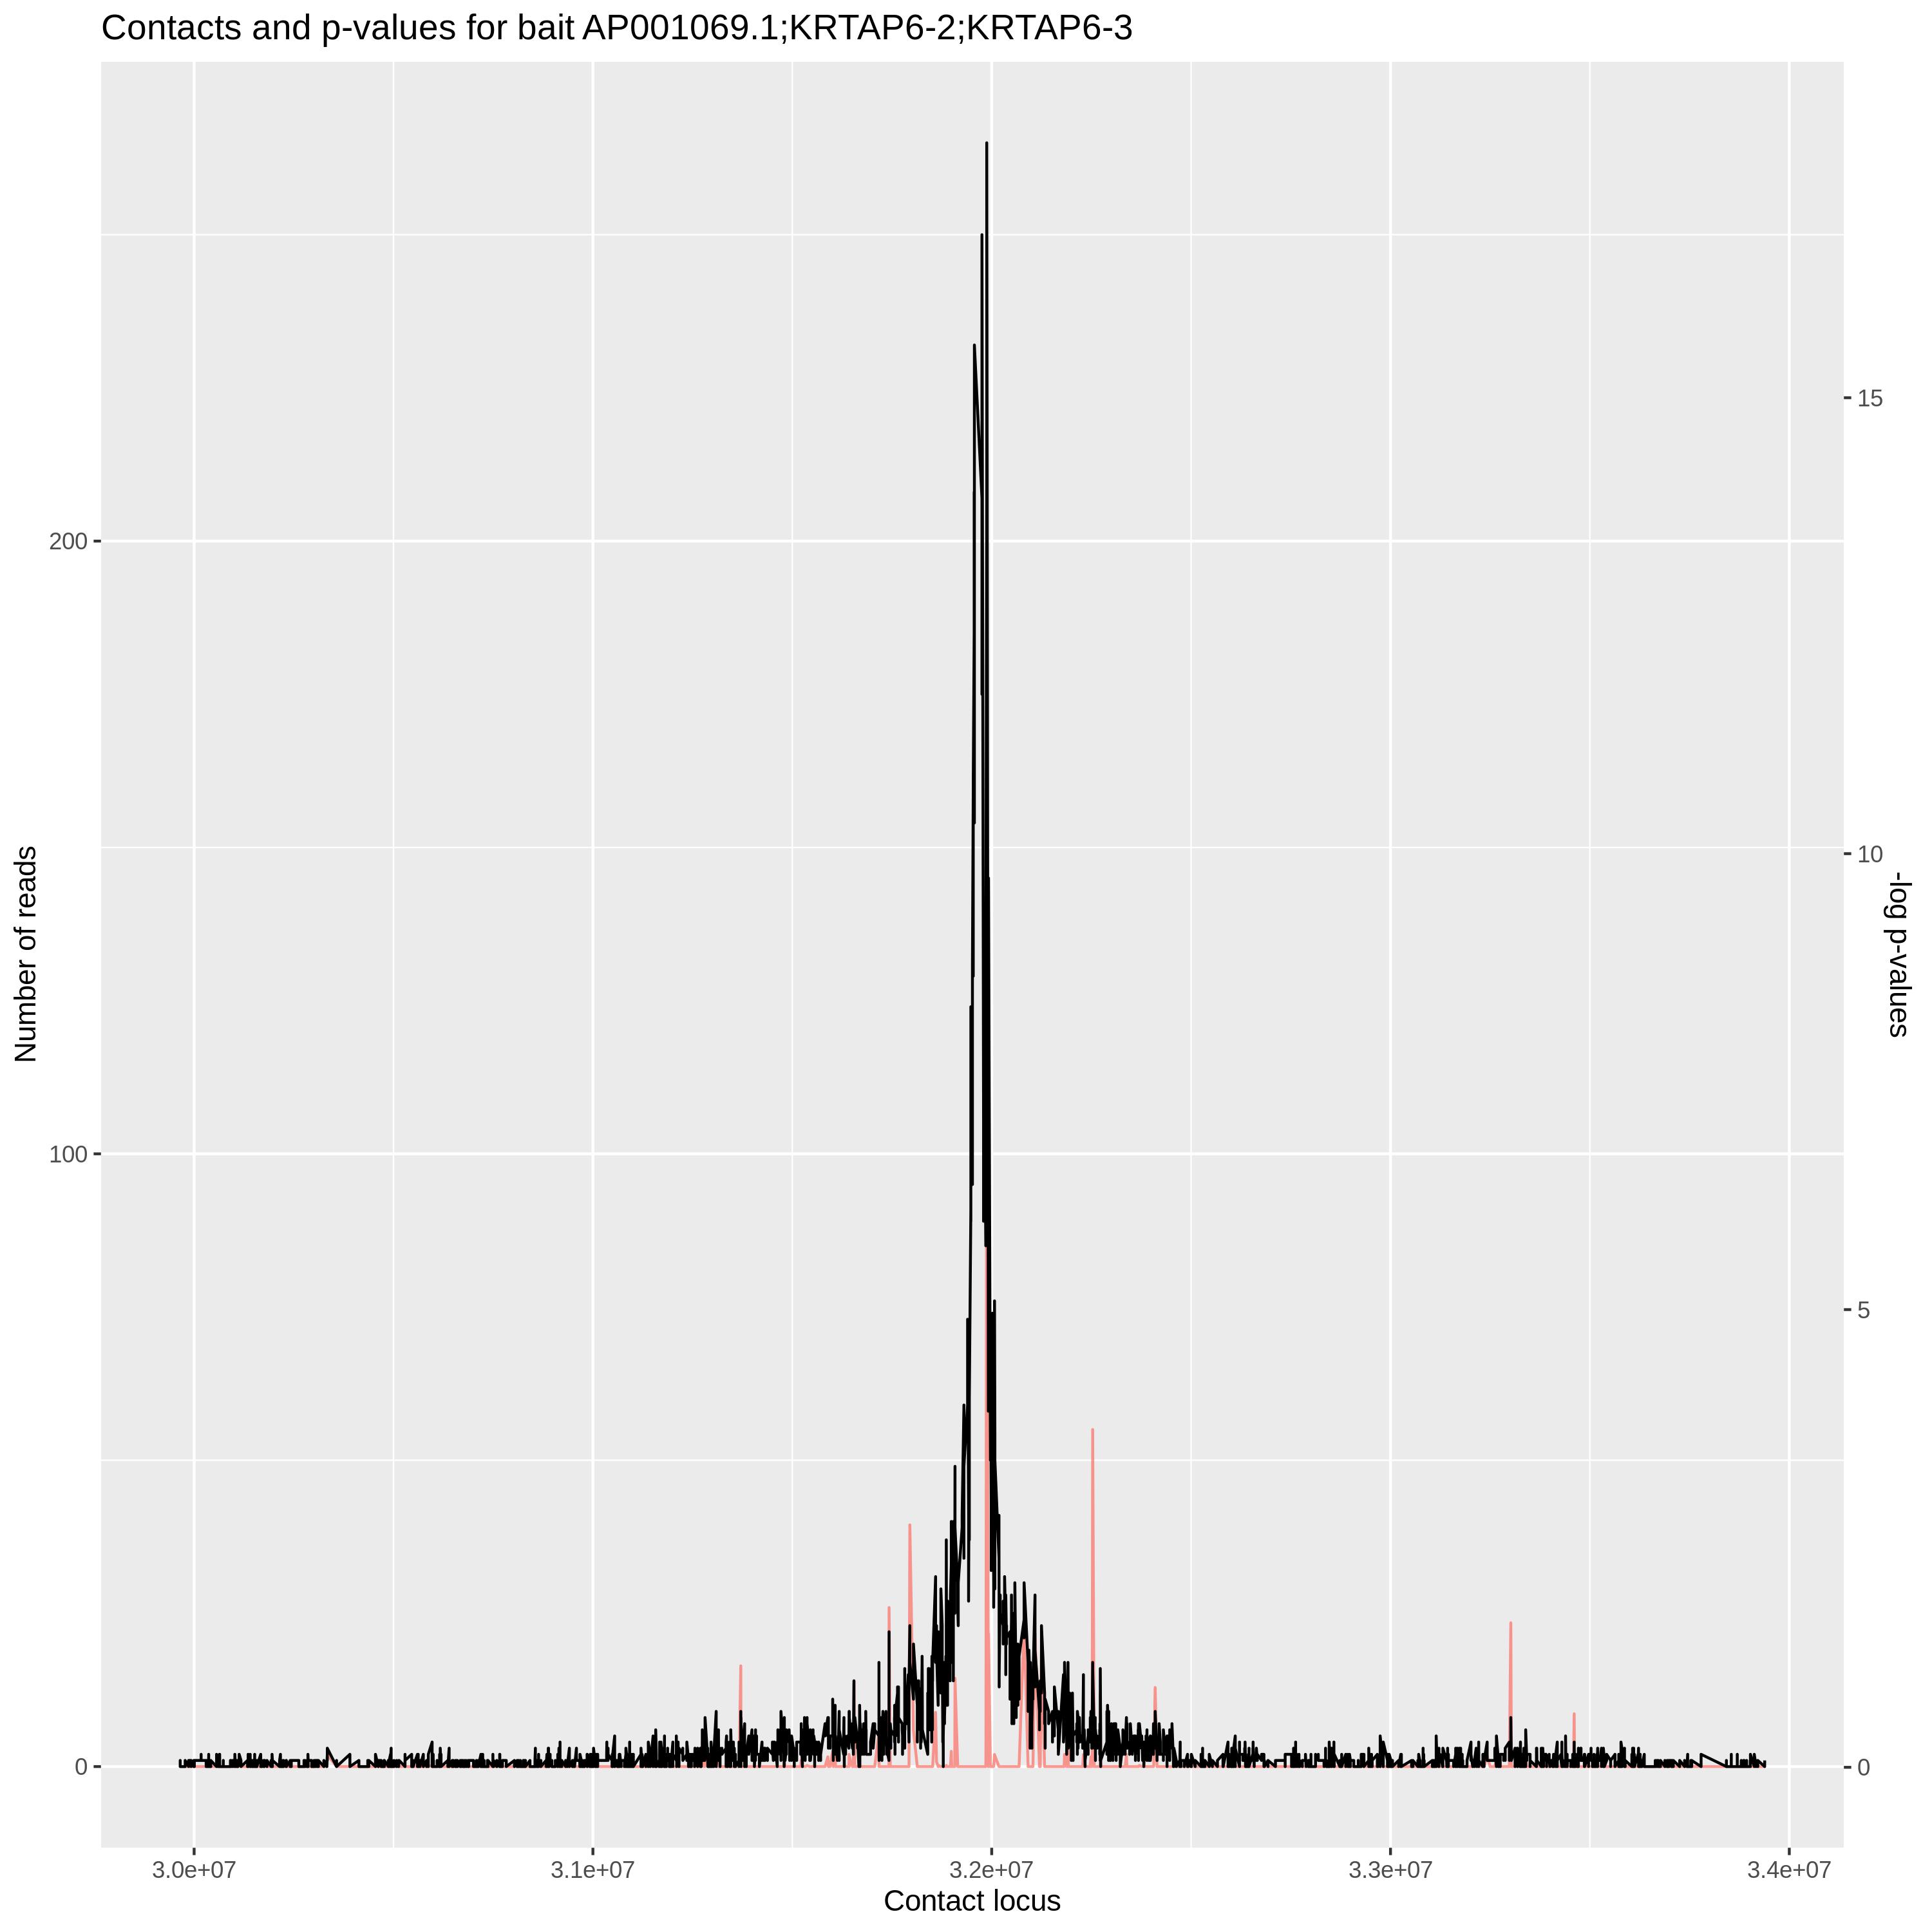 Contacts and p-values for bait AP001069.1;KRTAP6-2;KRTAP6-3
Number of reads
200
100
0
15
10
5
0
-log p-values
3.0e+07 3.1e+07 3.2e+07 3.3e+07 3.4e+07
Contact locus